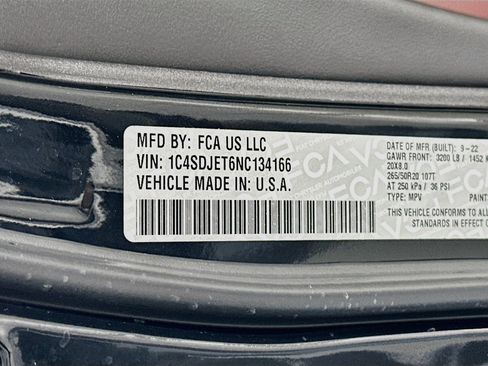 MFD BY: FCA US LLC
VIN: 1C4SDJET6NC134166
VEHICLE MADE IN: U.S.A.
DATE OF MFR (BUILT): 9-22
GAWR FRONT: 3200 LB / 1452
20X8.0
265/50R20 107T
AT 250 kPa / 36 PSI
TYPE: MPV PAINT:
THIS VEHICLE CONFORMS TO ALL
STANDARDS IN EFFECT